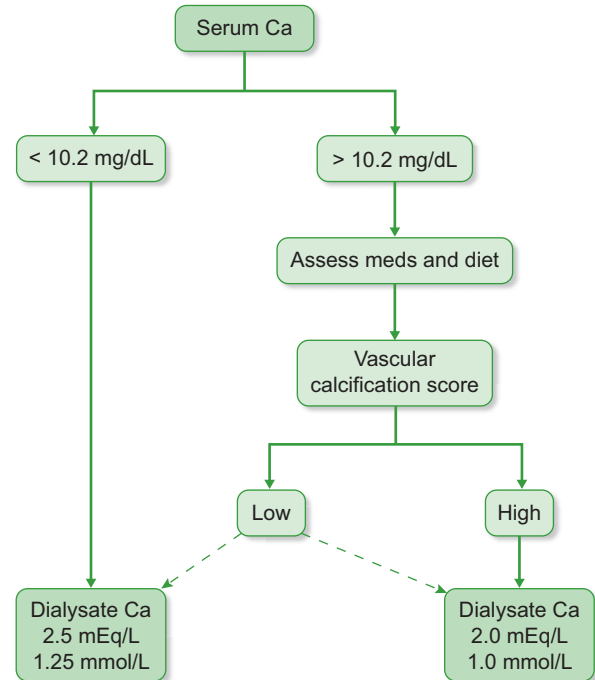 Serum Ca
< 10.2 mg/dL
> 10.2 mg/dL
Assess meds and diet
Vascular
calcification score
Low
High
Dialysate Ca
2.5 mEq/L
1.25 mmol/L
Dialysate Ca
2.0 mEq/L
1.0 mmol/L